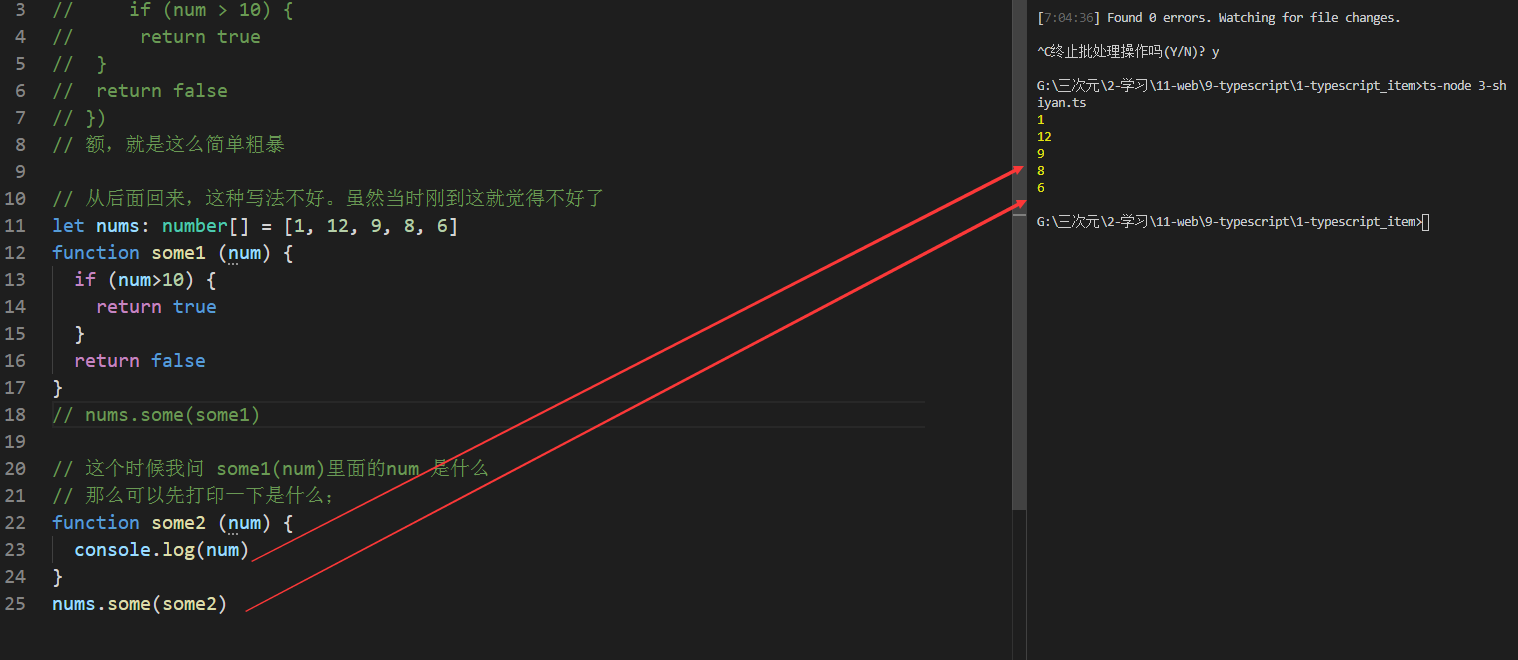 3 //     if (num > 10) {
4 //      return true
5 //  }
6 //  return false
7 // })
8 // 额，就是这么简单粗暴
9
10 // 从后面回来，这种写法不好。虽然当时刚到这就觉得不好了
11 let nums: number[] = [1, 12, 9, 8, 6]
12 function some1 (num) {
13   if (num>10) {
14     return true
15   }
16   return false
17 }
18 // nums.some(some1)
19
20 // 这个时候我问 some1(num)里面的num 是什么
21 // 那么可以先打印一下是什么；
22 function some2 (num) {
23   console.log(num)
24 }
25 nums.some(some2)
[7:04:36] Found 0 errors. Watching for file changes.
^C终止批处理操作吗(Y/N)? y
G:\三次元\2-学习\11-web\9-typescript\1-typescript_item>ts-node 3-sh
iyan.ts
1
12
9
8
6
G:\三次元\2-学习\11-web\9-typescript\1-typescript_item>